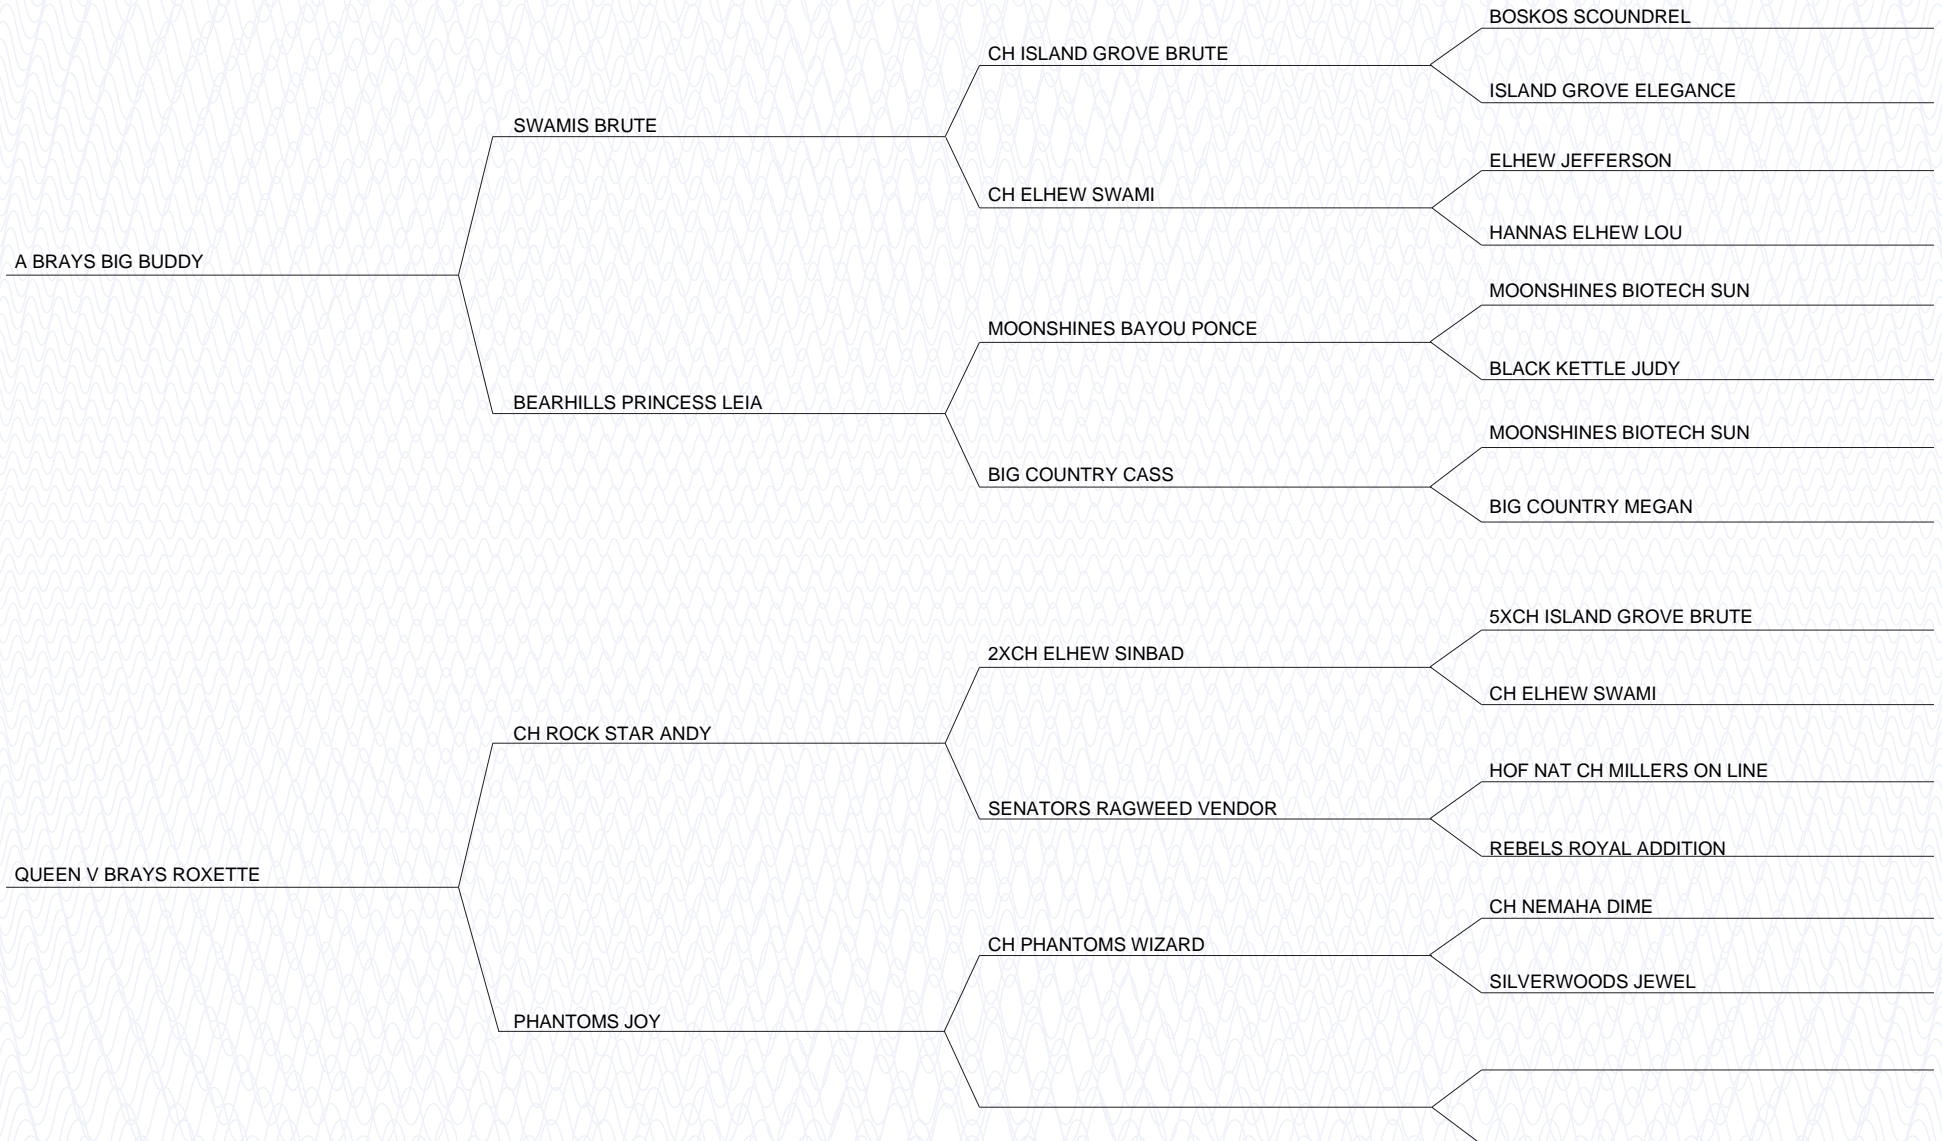 BOSKOS SCOUNDREL
CH ISLAND GROVE BRUTE
ISLAND GROVE ELEGANCE
SWAMIS BRUTE
ELHEW JEFFERSON
CH ELHEW SWAMI
HANNAS ELHEW LOU
A BRAYS BIG BUDDY
MOONSHINES BIOTECH SUN
MOONSHINES BAYOU PONCE
BLACK KETTLE JUDY
BEARHILLS PRINCESS LEIA
MOONSHINES BIOTECH SUN
BIG COUNTRY CASS
BIG COUNTRY MEGAN
5XCH ISLAND GROVE BRUTE
2XCH ELHEW SINBAD
CH ELHEW SWAMI
CH ROCK STAR ANDY
HOF NAT CH MILLERS ON LINE
SENATORS RAGWEED VENDOR
REBELS ROYAL ADDITION
QUEEN V BRAYS ROXETTE
CH NEMAHA DIME
CH PHANTOMS WIZARD
SILVERWOODS JEWEL
PHANTOMS JOY